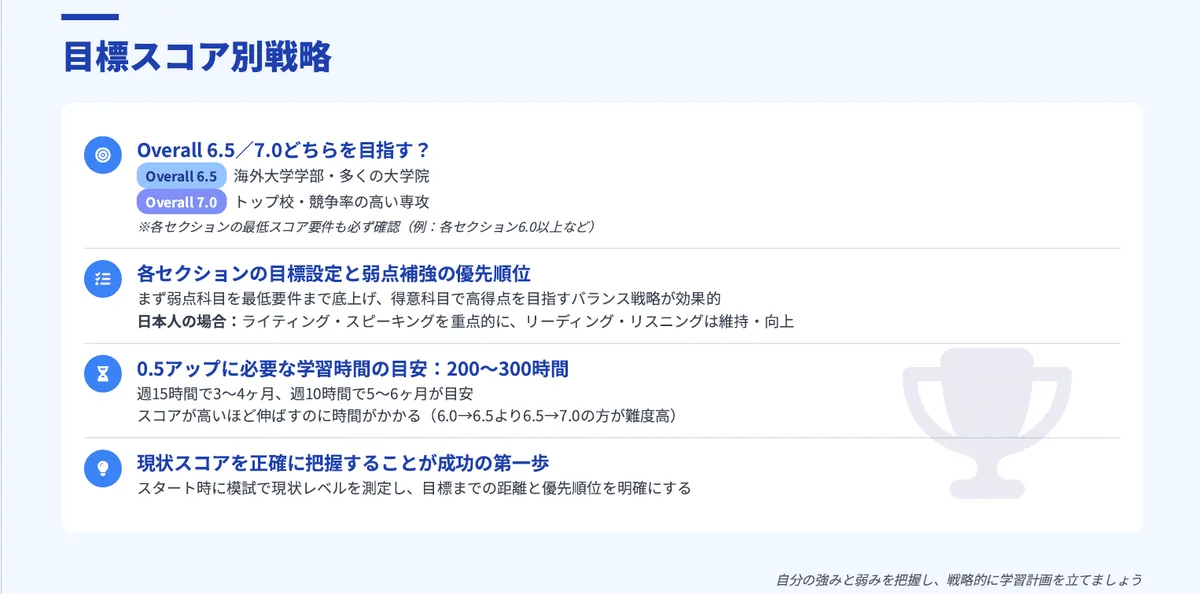 目標スコア別戦略
Overall 6.5／7.0どちらを目指す？
Overall 6.5 海外大学学部・多くの大学院
Overall 7.0 トップ校・競争率の高い専攻
※各セクションの最低スコア要件も必ず確認（例：各セクション6.0以上など）
各セクションの目標設定と弱点補強の優先順位
まず弱点科目を最低要件まで底上げ、得意科目で高得点を目指すバランス戦略が効果的
日本人の場合：ライティング・スピーキングを重点的に、リーディング・リスニングは維持・向上
0.5アップに必要な学習時間の目安：200〜300時間
週15時間で3〜4ヶ月、週10時間で5〜6ヶ月が目安
スコアが高いほど伸ばすのに時間がかかる（6.0→6.5より6.5→7.0の方が難度高）
現状スコアを正確に把握することが成功の第一歩
スタート時に模試で現状レベルを測定し、目標までの距離と優先順位を明確にする
自分の強みと弱みを把握し、戦略的に学習計画を立てましょう